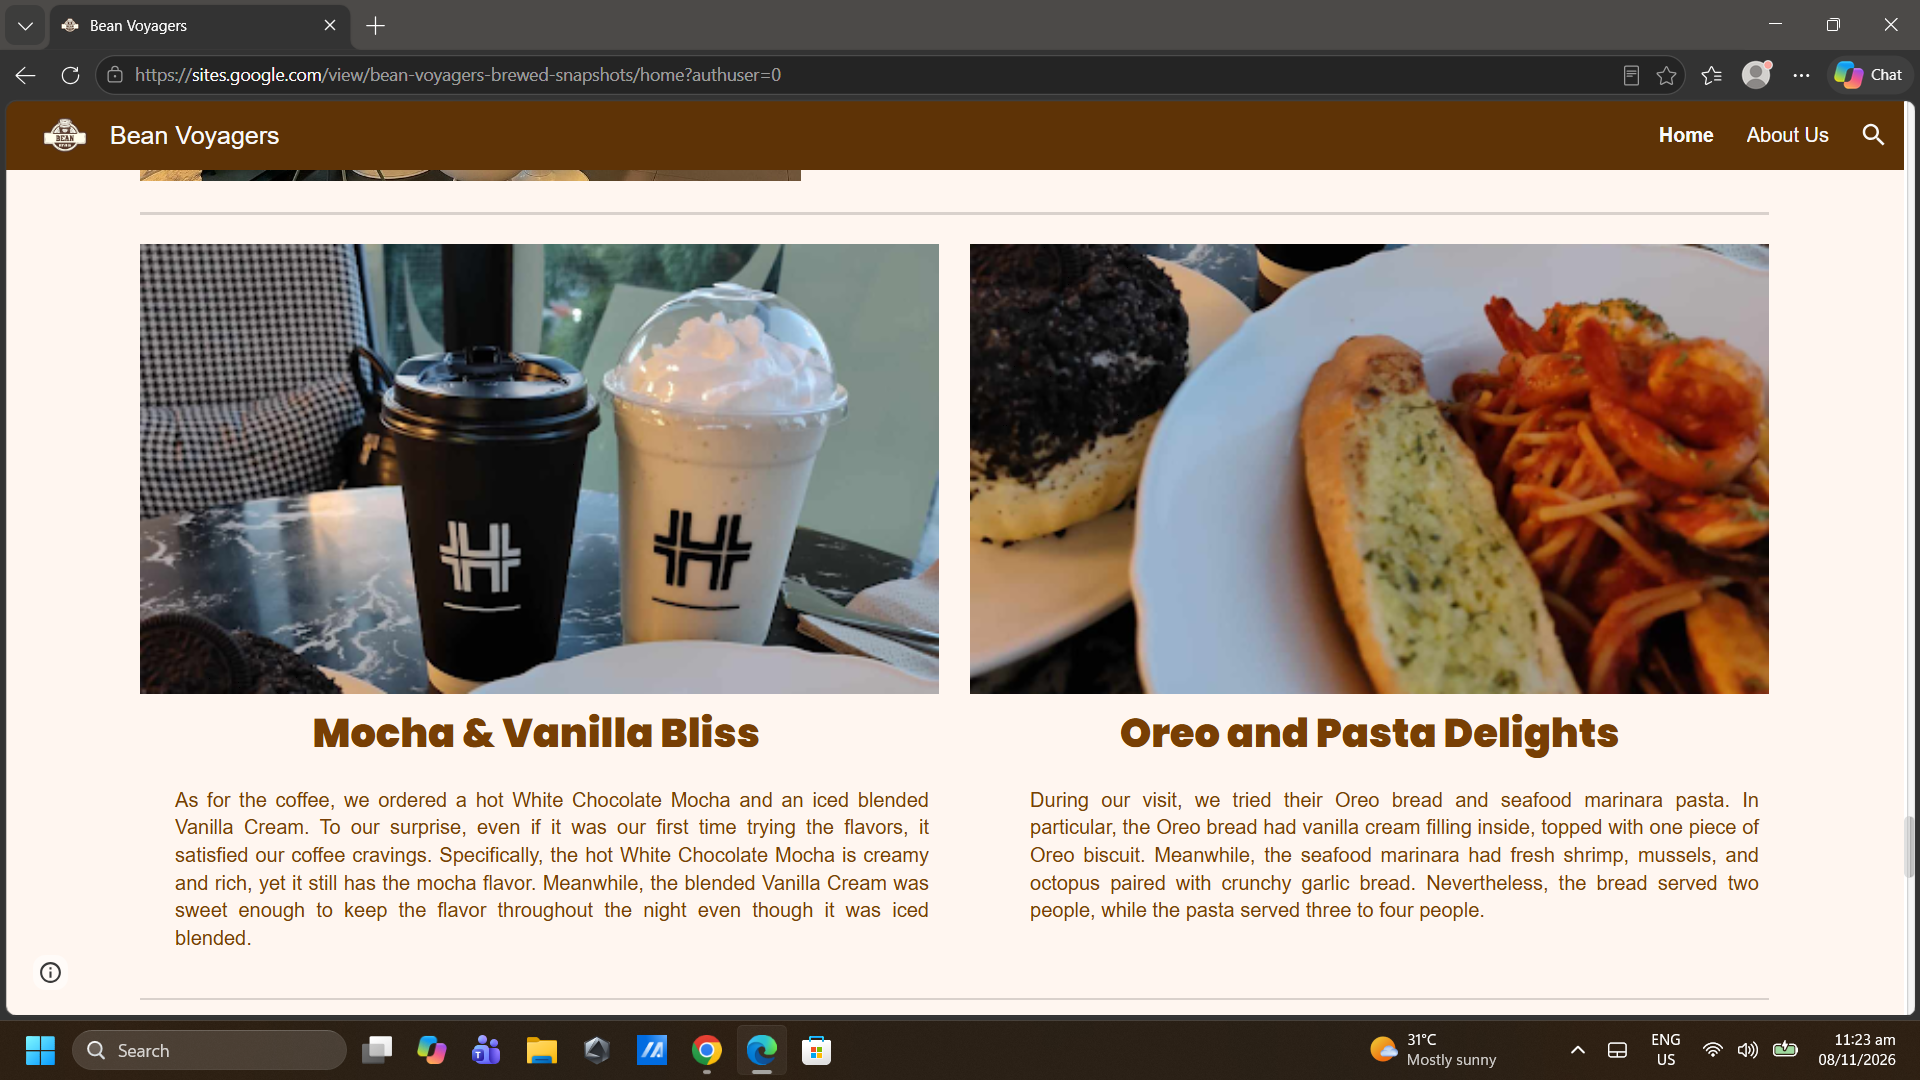 Bean Voyagers
https://sites.google.com/view/bean-voyagers-brewed-snapshots/home?authuser=0
Chat
BEAN
Bean Voyagers
Home
About Us
H
H
Mocha & Vanilla Bliss
As for the coffee, we ordered a hot White Chocolate Mocha and an iced blended
Vanilla Cream. To our surprise, even if it was our first time trying the flavors, it
satisfied our coffee cravings. Specifically, the hot White Chocolate Mocha is creamy
and rich, yet it still has the mocha flavor. Meanwhile, the blended Vanilla Cream was
sweet enough to keep the flavor throughout the night even though it was iced
blended.
Oreo and Pasta Delights
During our visit, we tried their Oreo bread and seafood marinara pasta. In
particular, the Oreo bread had vanilla cream filling inside, topped with one piece of
Oreo biscuit. Meanwhile, the seafood marinara had fresh shrimp, mussels, and
octopus paired with crunchy garlic bread. Nevertheless, the bread served two
people, while the pasta served three to four people.
Search
31°C
Mostly sunny
ENG
US
11:23 am
08/11/2026